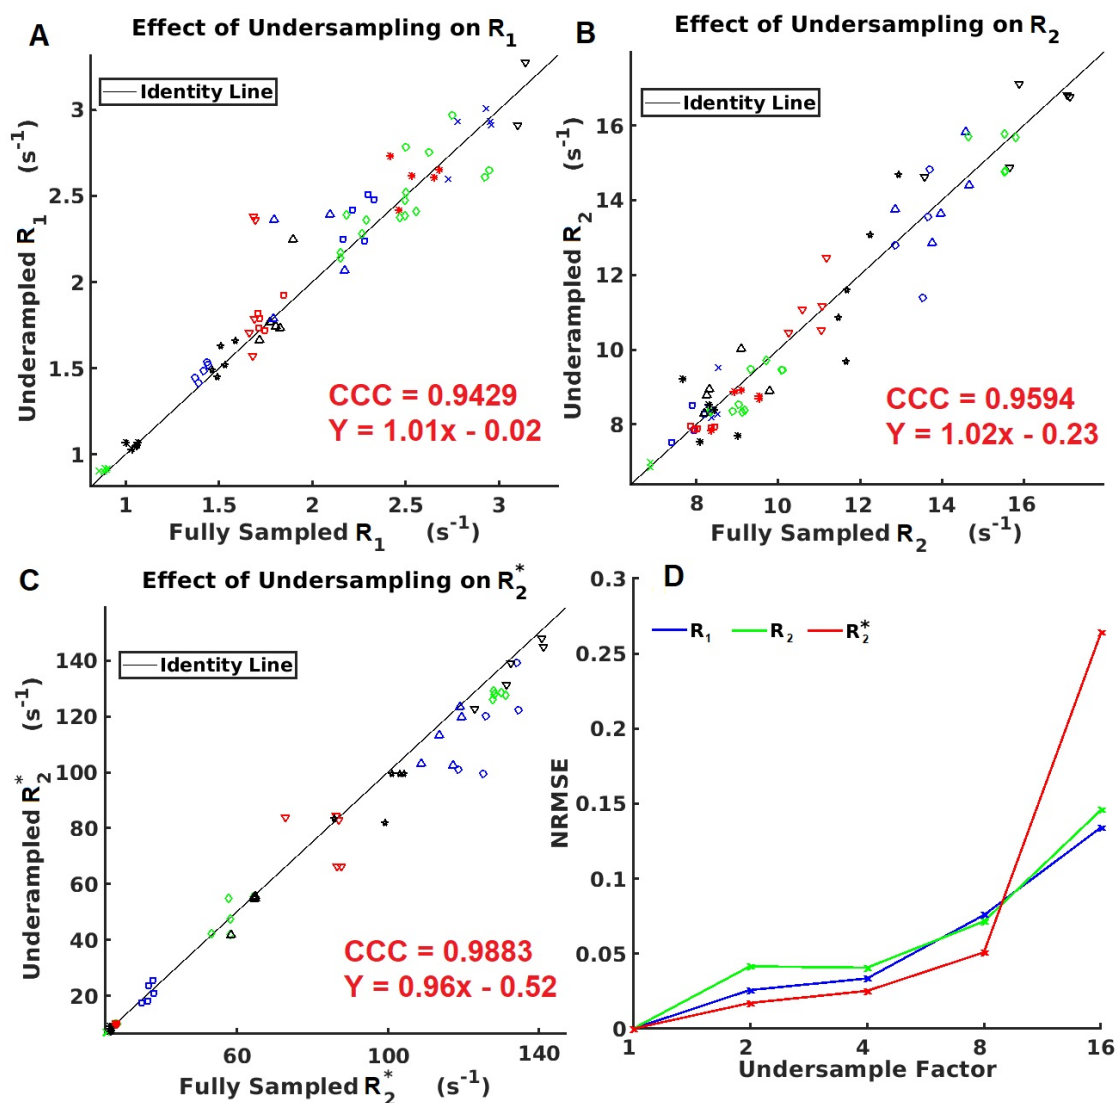 A
Effect of Undersampling on R1
Identity Line
Underampled R1 (s-1)
3
2.5
2
1.5
1
CCC = 0.9429
Y = 1.01x - 0.02
1 1.5 2 2.5 3
Fully Sampled R1 (s-1)
B
Effect of Undersampling on R2
Identity Line
Underampled R2 (s-1)
16
14
12
10
8
CCC = 0.9594
Y = 1.02x - 0.23
8 10 12 14 16
Fully Sampled R2 (s-1)
C
Effect of Undersampling on R2*
Identity Line
Underampled R2* (s-1)
140
120
100
80
60
40
20
CCC = 0.9883
Y = 0.96x - 0.52
60 100 140
Fully Sampled R2* (s-1)
D
R1 R2 R2*
NRMSE
0.3
0.25
0.2
0.15
0.1
0.05
0
1 2 4 8 16
Undersample Factor